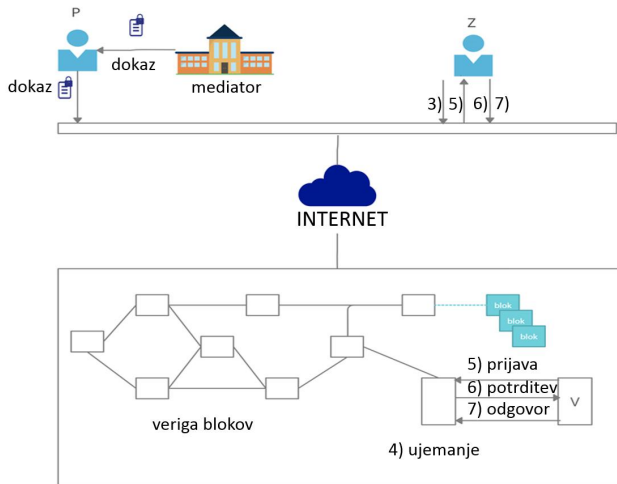 P
Z
dokaz
mediator
dokaz
3) 5) 6) 7)
INTERNET
blok
blok
blok
5) prijava
6) potrditev
7) odgovor
V
veriga blokov
4) ujemanje